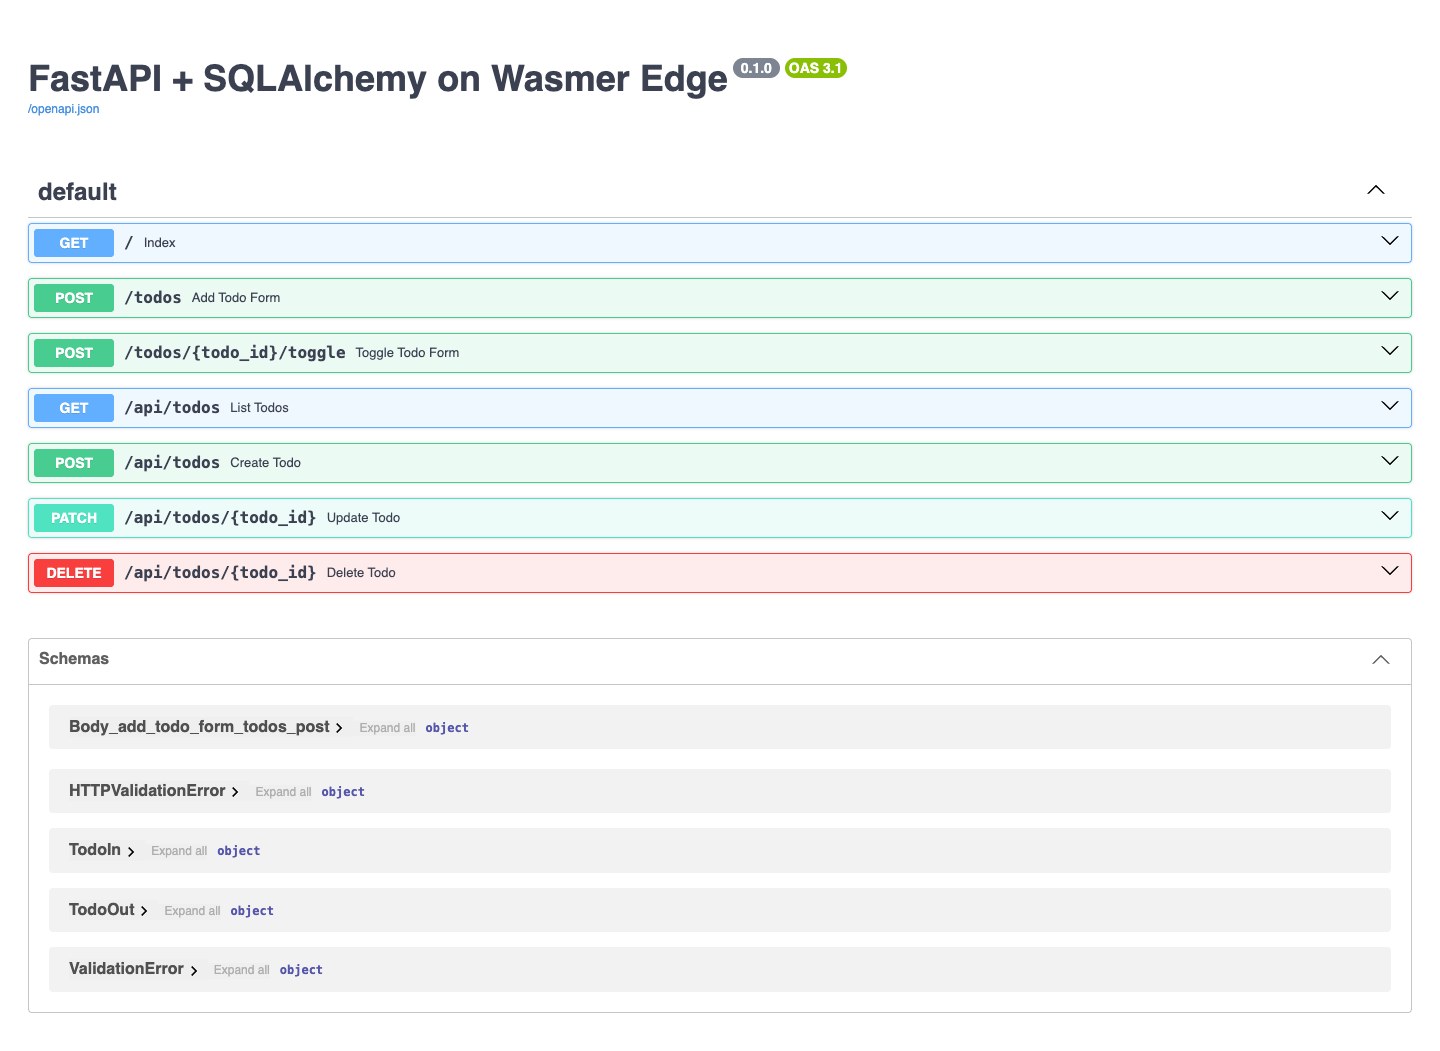 FastAPI + SQLAlchemy on Wasmer Edge 0.1.0 OAS 3.1
/openapi.json
default
GET / Index
POST /todos Add Todo Form
POST /todos/{todo_id}/toggle Toggle Todo Form
GET /api/todos List Todos
POST /api/todos Create Todo
PATCH /api/todos/{todo_id} Update Todo
DELETE /api/todos/{todo_id} Delete Todo
Schemas
Body_add_todo_form_todos_post Expand all object
HTTPValidationError Expand all object
TodoIn Expand all object
TodoOut Expand all object
ValidationError Expand all object